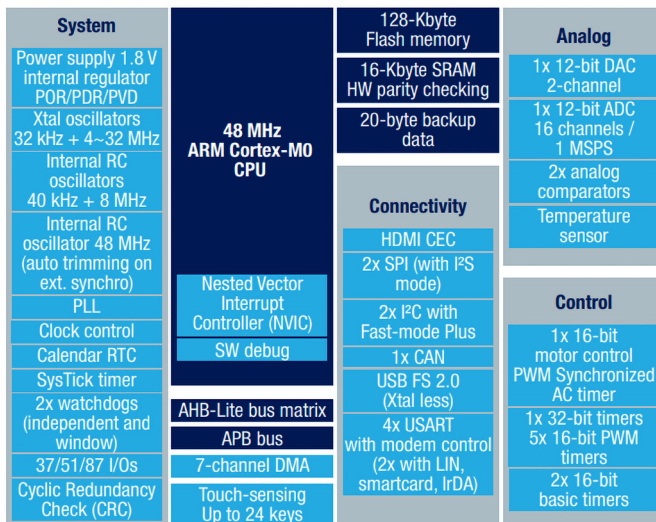 System
Power supply 1.8 V
internal regulator
POR/PDR/PVD
Xtal oscillators
32 kHz + 4~32 MHz
Internal RC
oscillators
40 kHz + 8 MHz
Internal RC
oscillator 48 MHz
(auto trimming on
ext. synchro)
PLL
Clock control
Calendar RTC
SysTick timer
2x watchdogs
(independent and
window)
37/51/87 I/Os
Cyclic Redundancy
Check (CRC)
48 MHz
ARM Cortex-M0
CPU
Nested Vector
Interrupt
Controller (NVIC)
SW debug
AHB-Lite bus matrix
APB bus
7-channel DMA
Touch-sensing
Up to 24 keys
128-Kbyte
Flash memory
16-Kbyte SRAM
HW parity checking
20-byte backup
data
Connectivity
HDMI CEC
2x SPI (with I²S
mode)
2x I²C with
Fast-mode Plus
1x CAN
USB FS 2.0
(Xtal less)
4x USART
with modem control
(2x with LIN,
smartcard, IrDA)
Analog
1x 12-bit DAC
2-channel
1x 12-bit ADC
16 channels /
1 MSPS
2x analog
comparators
Temperature
sensor
Control
1x 16-bit
motor control
PWM Synchronized
AC timer
1x 32-bit timers
5x 16-bit PWM
timers
2x 16-bit
basic timers